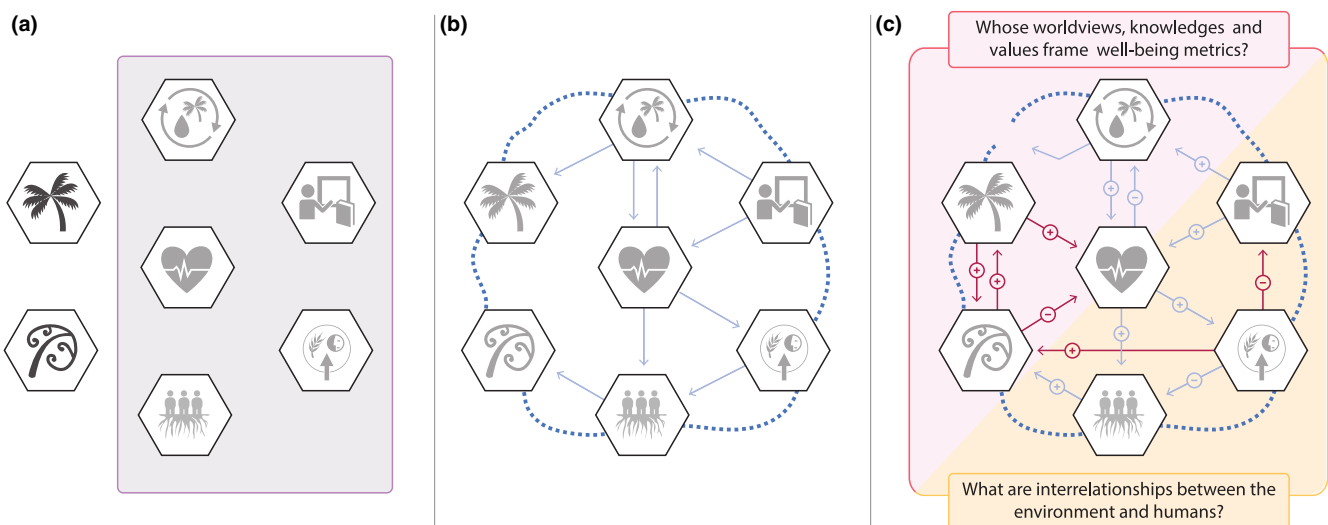 (a)
(b)
(c)
Whose worldviews, knowledges and
values frame well-being metrics?
+
−
+
+
+
+
+
+
−
−
+
+
+
+
−
What are interrelationships between the
environment and humans?